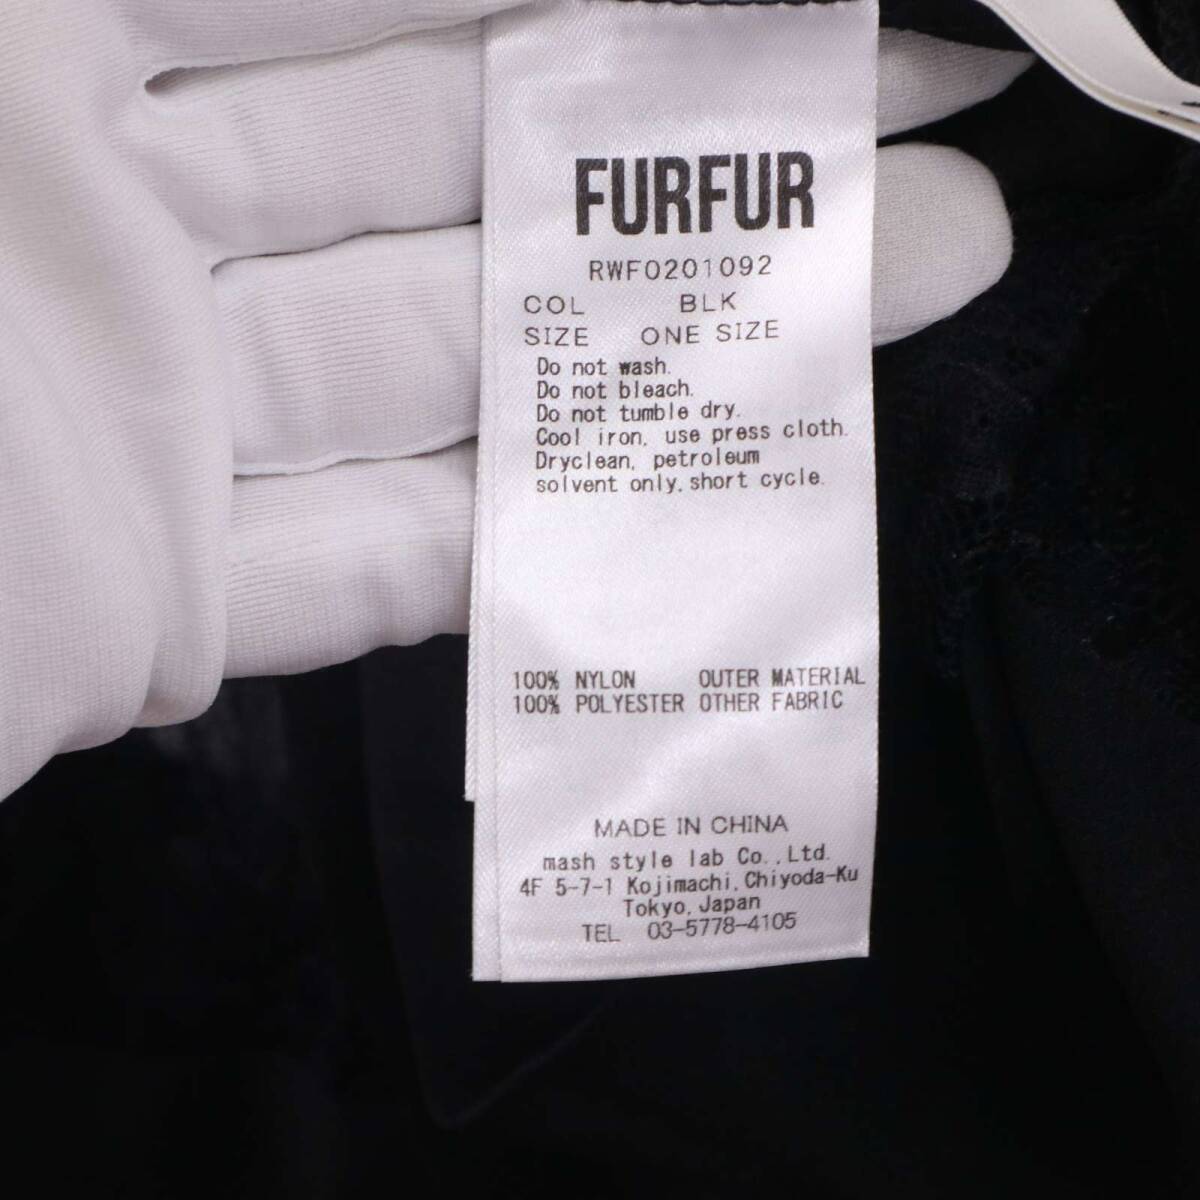 FURFUR
RWF0201092
COL BLK
SIZE ONE SIZE
Do not wash.
Do not bleach.
Do not tumble dry.
Cool iron, use press cloth.
Dryclean, petroleum
solvent only, short cycle.
100% NYLON OUTER MATERIAL
100% POLYESTER OTHER FABRIC
MADE IN CHINA
mash style lab Co., Ltd.
4F 5-7-1 Kojimachi, Chiyoda-Ku
Tokyo, Japan
TEL 03-5778-4105